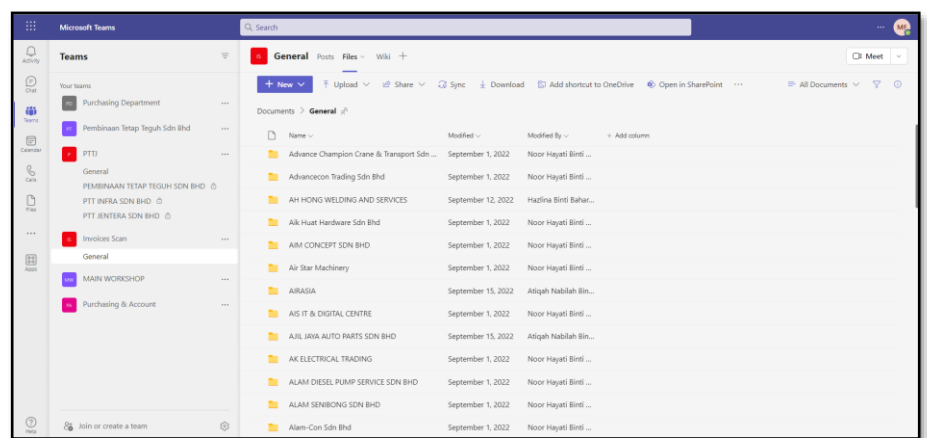 Microsoft Teams
Search
Activity
Chat
Teams
Calendar
Calls
Files
Apps
Help
Teams
Your teams
Purchasing Department
Pembinaan Tetap Teguh Sdn Bhd
PTTI
General
PEMBINAAN TETAP TEGUH SDN BHD
PTT INFRA SDN BHD
PTT JENTERA SDN BHD
Invoices Scan
General
MAIN WORKSHOP
Purchasing & Account
Join or create a team
General Posts Files Wiki
Meet
New Upload Share Sync Download Add shortcut to OneDrive Open in SharePoint All Documents
Documents > General
Name Modified Modified By + Add column
Advance Champion Crane & Transport Sdn ... September 1, 2022 Noor Hayati Binti ...
Advancecon Trading Sdn Bhd September 1, 2022 Noor Hayati Binti ...
AH HONG WELDING AND SERVICES September 12, 2022 Hazlina Binti Bahar...
Aik Huat Hardware Sdn Bhd September 1, 2022 Noor Hayati Binti ...
AIM CONCEPT SDN BHD September 1, 2022 Noor Hayati Binti ...
Air Star Machinery September 1, 2022 Noor Hayati Binti ...
AIRASIA September 15, 2022 Atiqah Nabilah Bin...
AIS IT & DIGITAL CENTRE September 1, 2022 Noor Hayati Binti ...
AJIL JAYA AUTO PARTS SDN BHD September 15, 2022 Atiqah Nabilah Bin...
AK ELECTRICAL TRADING September 1, 2022 Noor Hayati Binti ...
ALAM DIESEL PUMP SERVICE SDN BHD September 1, 2022 Noor Hayati Binti ...
ALAM SENIBONG SDN BHD September 1, 2022 Noor Hayati Binti ...
Alam-Con Sdn Bhd September 1, 2022 Noor Hayati Binti ...